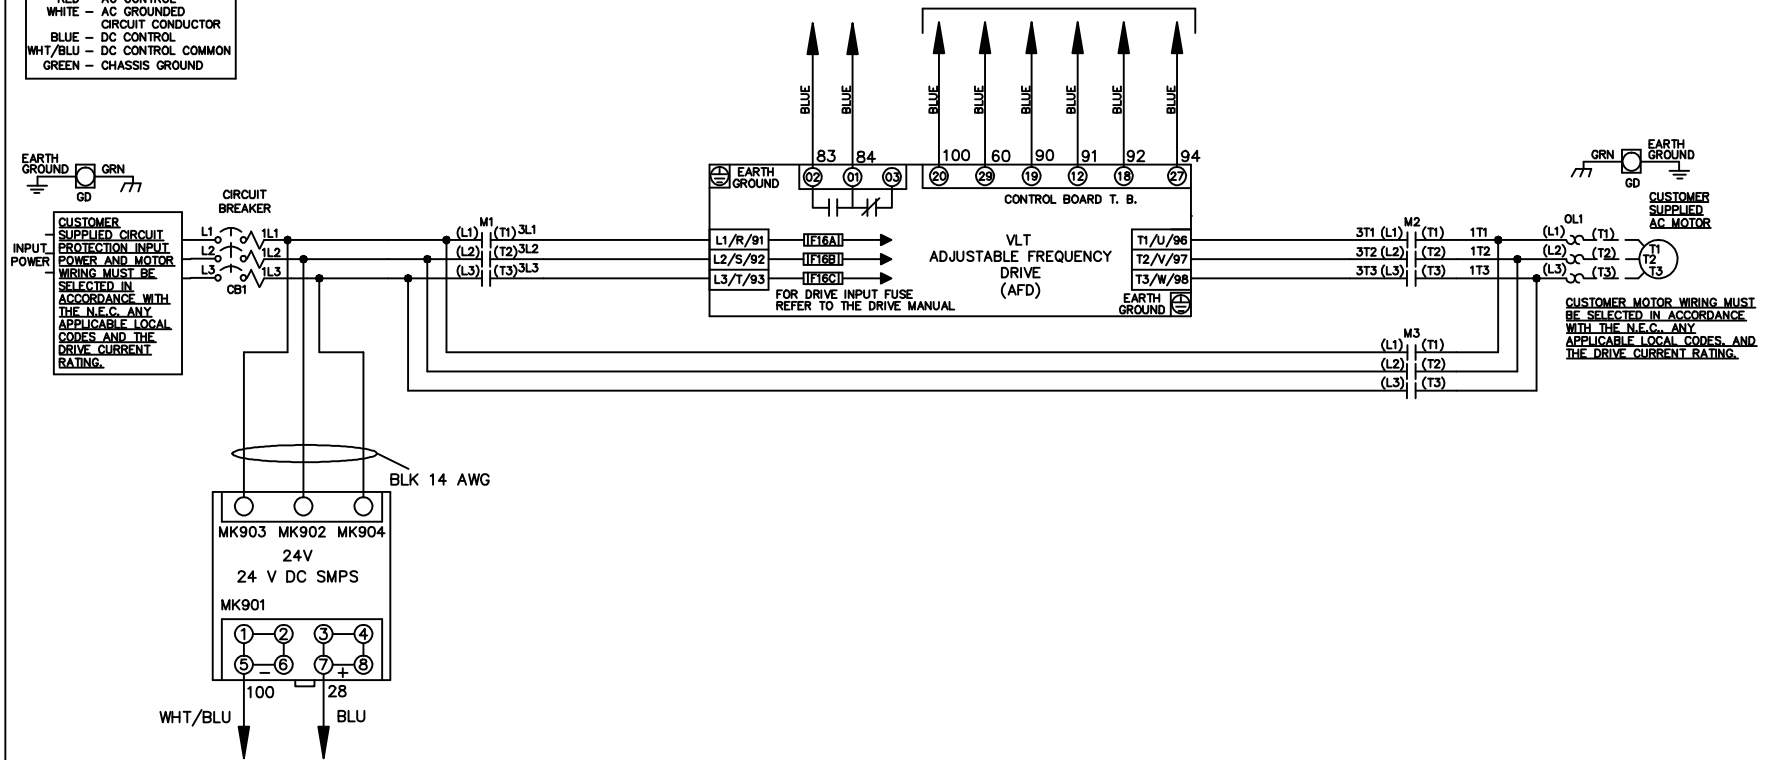 WHITE – AC GROUNDED
CIRCUIT CONDUCTOR
BLUE – DC CONTROL
WHT/BLU – DC CONTROL COMMON
GREEN – CHASSIS GROUND
BLUE
BLUE
BLUE
BLUE
BLUE
BLUE
BLUE
BLUE
83
84
100
60
90
91
92
94
EARTH
GROUND
GRN
GD
EARTH
GROUND
02
01
03
20
29
19
12
18
27
CONTROL BOARD T. B.
GRN
EARTH
GROUND
GD
CUSTOMER
SUPPLIED
AC MOTOR
CIRCUIT
BREAKER
INPUT
POWER
CUSTOMER
SUPPLIED CIRCUIT
PROTECTION INPUT
POWER AND MOTOR
WIRING MUST BE
SELECTED IN
ACCORDANCE WITH
THE N.E.C. ANY
APPLICABLE LOCAL
CODES AND THE
DRIVE CURRENT
RATING.
L1
1L1
L2
1L2
L3
1L3
CB1
M1
(L1) (T1) 3L1
(L2) (T2) 3L2
(L3) (T3) 3L3
L1/R/91
L2/S/92
L3/T/93
F16A
F16B
F16C
FOR DRIVE INPUT FUSE
REFER TO THE DRIVE MANUAL
VLT
ADJUSTABLE FREQUENCY
DRIVE
(AFD)
T1/U/96
T2/V/97
T3/W/98
EARTH
GROUND
M2
3T1 (L1) (T1) 1T1
3T2 (L2) (T2) 1T2
3T3 (L3) (T3) 1T3
OL1
(L1) (T1)
(L2) (T2)
(L3) (T3)
T1
T2
T3
CUSTOMER MOTOR WIRING MUST
BE SELECTED IN ACCORDANCE
WITH THE N.E.C., ANY
APPLICABLE LOCAL CODES, AND
THE DRIVE CURRENT RATING.
M3
(L1) (T1)
(L2) (T2)
(L3) (T3)
BLK 14 AWG
MK903 MK902 MK904
24V
24 V DC SMPS
MK901
1 2 3 4
5 6 7 8
– +
100
28
WHT/BLU
BLU